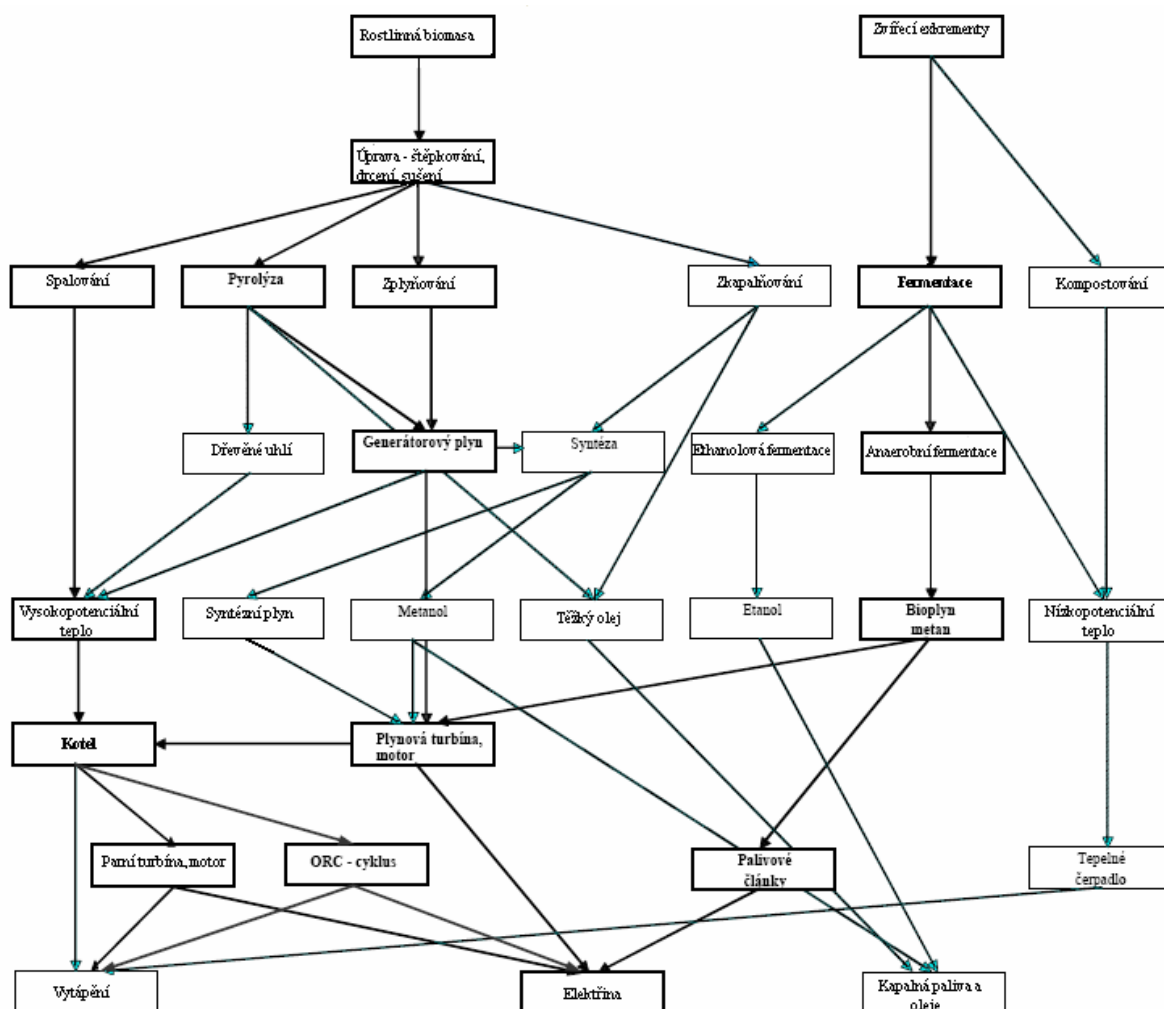 Rostlinná biomasa
Zvířecí exkrementy
Úprava - štěpkování,
drcení, sušení
Spalování
Pyrolýza
Zplyňování
Zkapalňování
Fermentace
Kompostování
Dřevěné uhlí
Generátorový plyn
Syntéza
Ethanolová fermentace
Anaerobní fermentace
Vysokopotenciální
teplo
Syntézní plyn
Metanol
Těžký olej
Etanol
Bioplyn
metan
Nízkopotenciální
teplo
Kotel
Plynová turbína,
motor
Parní turbína, motor
ORC - cyklus
Palivové
články
Tepelné
čerpadlo
Vytápění
Elektřina
Kapalná paliva a
oleje